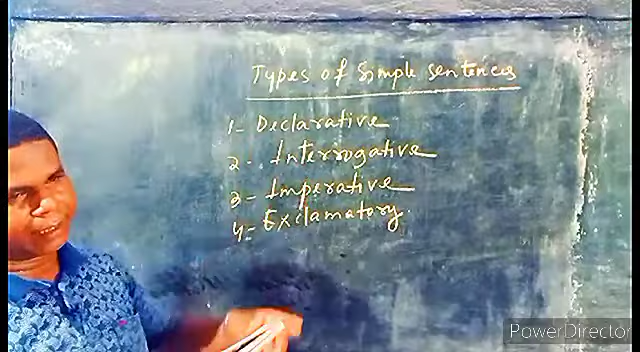 Types of Simple sentences
1- Declarative
2- Interrogative
3- Imperative
4- Exclamatory.
PowerDirector